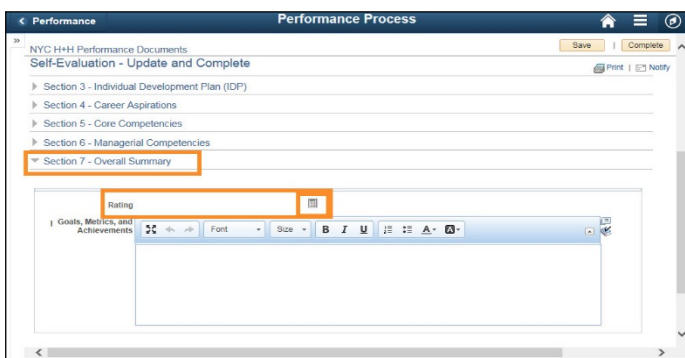 Performance
Performance Process
NYC H+H Performance Documents
Save | Complete
Self-Evaluation - Update and Complete
Print | Notify
Section 3 - Individual Development Plan (IDP)
Section 4 - Career Aspirations
Section 5 - Core Competencies
Section 6 - Managerial Competencies
Section 7 - Overall Summary
Rating
Goals, Metrics, and
Achievements
Font Size B I U A A